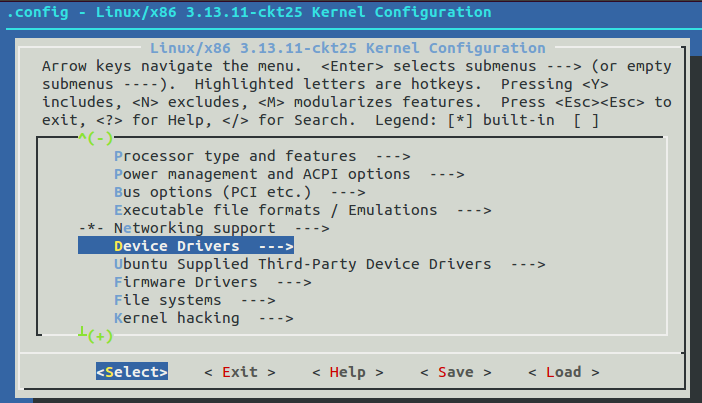 .config - Linux/x86 3.13.11-ckt25 Kernel Configuration
Linux/x86 3.13.11-ckt25 Kernel Configuration
Arrow keys navigate the menu.  <Enter> selects submenus ---> (or empty
submenus ----).  Highlighted letters are hotkeys.  Pressing <Y>
includes, <N> excludes, <M> modularizes features.  Press <Esc><Esc> to
exit, <?> for Help, </> for Search.  Legend: [*] built-in  [ ]
^(-)
Processor type and features  --->
Power management and ACPI options  --->
Bus options (PCI etc.)  --->
Executable file formats / Emulations  --->
-*- Networking support  --->
Device Drivers  --->
Ubuntu Supplied Third-Party Device Drivers  --->
Firmware Drivers  --->
File systems  --->
Kernel hacking  --->
┴(+)
<Select>    < Exit >    < Help >    < Save >    < Load >